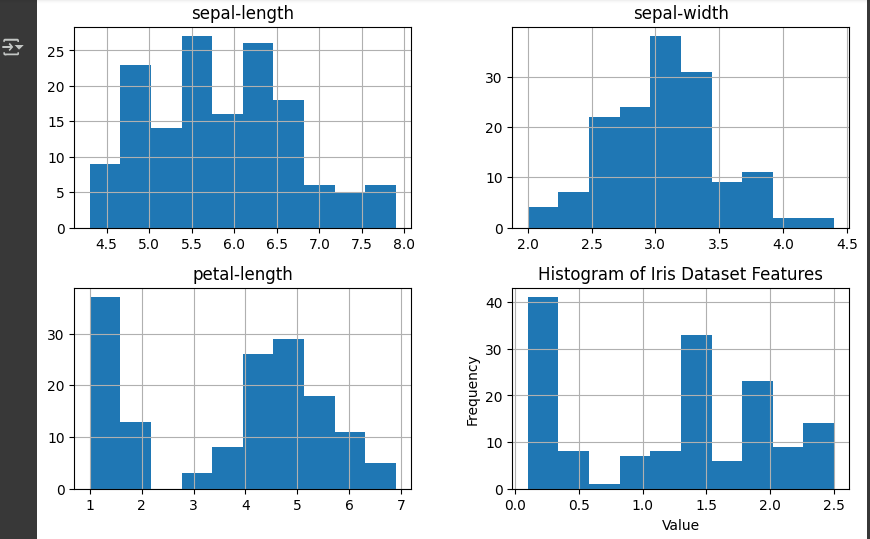 sepal-length
25
20
15
10
5
0
4.5 5.0 5.5 6.0 6.5 7.0 7.5 8.0
sepal-width
30
20
10
0
2.0 2.5 3.0 3.5 4.0 4.5
petal-length
30
20
10
0
1 2 3 4 5 6 7
Histogram of Iris Dataset Features
Frequency
40
30
20
10
0
0.0 0.5 1.0 1.5 2.0 2.5
Value